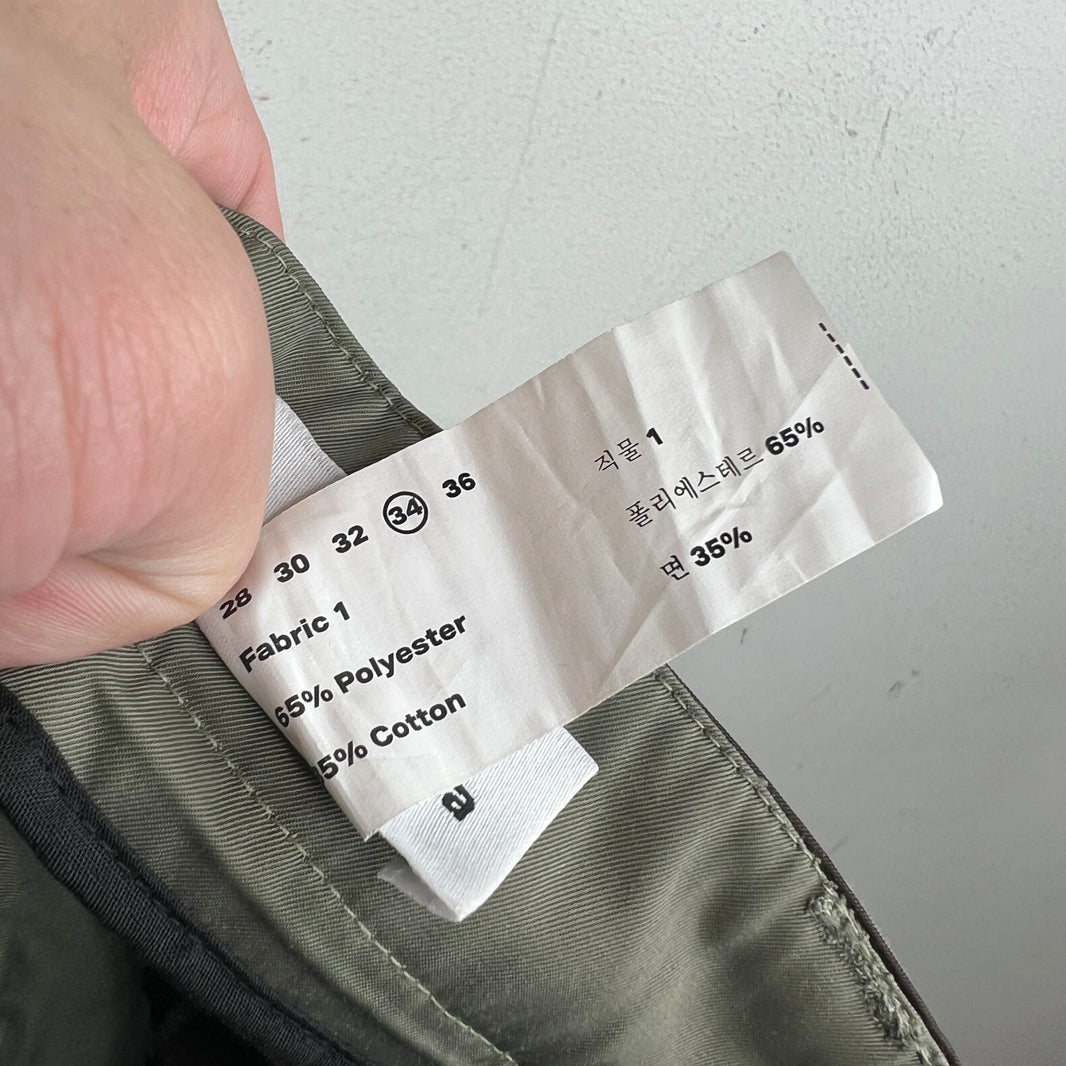 28 30 32 34 36
Fabric 1
65% Polyester
5% Cotton
직물 1
폴리에스테르 65%
면 35%